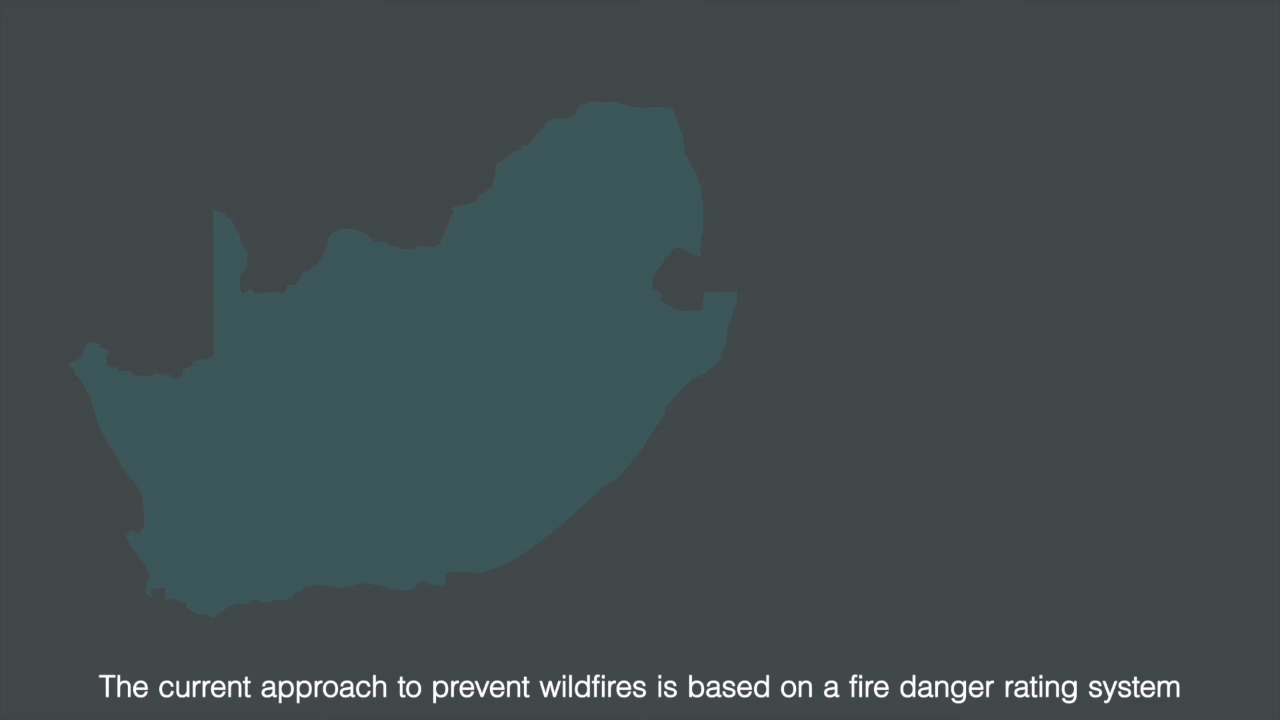 The current approach to prevent wildfires is based on a fire danger rating system